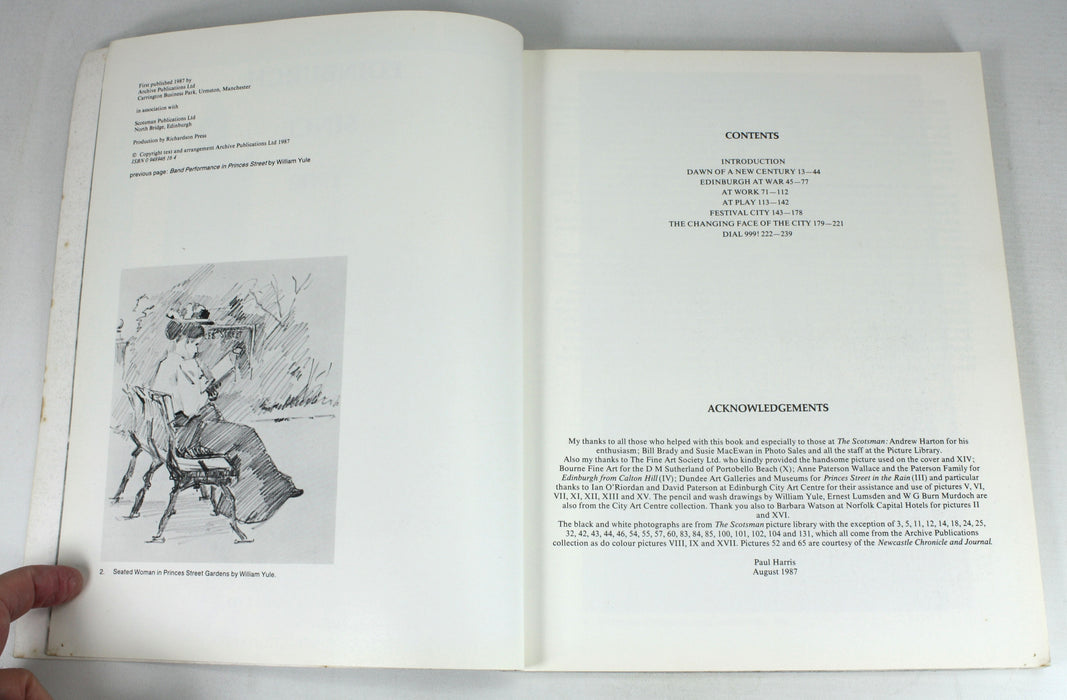 First published 1987 by
Archive Publications Ltd
Carrington Business Park, Urmston, Manchester
in association with
Scotsman Publications Ltd
North Bridge, Edinburgh
Production by Richardson Press
© Copyright text and arrangement Archive Publications Ltd 1987
ISBN 0 948946 18 4
previous page: Band Performance in Princes Street by William Yule
2. Seated Woman in Princes Street Gardens by William Yule.
CONTENTS
INTRODUCTION
DAWN OF A NEW CENTURY 13—44
EDINBURGH AT WAR 45—77
AT WORK 71—112
AT PLAY 113—142
FESTIVAL CITY 143—178
THE CHANGING FACE OF THE CITY 179—221
DIAL 999! 222—239
ACKNOWLEDGEMENTS
My thanks to all those who helped with this book and especially to those at The Scotsman: Andrew Harton for his
enthusiasm; Bill Brady and Susie MacEwan in Photo Sales and all the staff at the Picture Library.
Also my thanks to The Fine Art Society Ltd. who kindly provided the handsome picture used on the cover and XIV;
Bourne Fine Art for the D M Sutherland of Portobello Beach (X); Anne Paterson Wallace and the Paterson Family for
Edinburgh from Calton Hill (IV); Dundee Art Galleries and Museums for Princes Street in the Rain (III) and particular
thanks to Ian O'Riordan and David Paterson at Edinburgh City Art Centre for their assistance and use of pictures V, VI,
VII, XI, XII, XIII and XV. The pencil and wash drawings by William Yule, Ernest Lumsden and W G Burn Murdoch are
also from the City Art Centre collection. Thank you also to Barbara Watson at Norfolk Capital Hotels for pictures II
and XVI.
The black and white photographs are from The Scotsman picture library with the exception of 3, 5, 11, 12, 14, 18, 24, 25,
32, 42, 43, 44, 46, 54, 55, 57, 60, 83, 84, 85, 100, 101, 102, 104 and 131, which all come from the Archive Publications
collection as do colour pictures VIII, IX and XVII. Pictures 52 and 65 are courtesy of the Newcastle Chronicle and Journal.
Paul Harris
August 1987